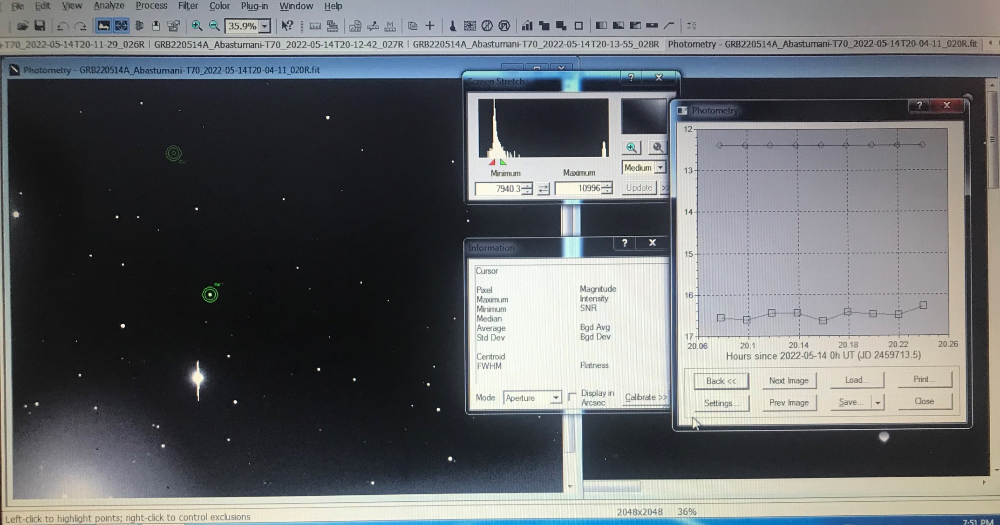 File Edit View Analyze Process Filter Color Plug-in Window Help
35.9%
-T70_2022-05-14T20-11-29_026R | GRB220514A_Abastumani-T70_2022-05-14T20-12-42_027R | GRB220514A_Abastumani-T70_2022-05-14T20-13-55_028R Photometry - GRB220514A_Abastumani-T70_2022-05-14T20-04-11_020R.fit
Photometry - GRB220514A_Abastumani-T70_2022-05-14T20-04-11_020R.fit
Ref1
Screen Stretch
Minimum Maximum
7940.3 10996
Medium
Update >>
Information
Cursor
Pixel Magnitude
Maximum Intensity
Minimum SNR
Median
Average Bgd Avg
Std Dev Bgd Dev
Centroid
FWHM Flatness
Mode Aperture Display in Arcsec Calibrate >>
Photometry
12
13
14
15
16
17
20.06 20.1 20.14 20.18 20.22 20.26
Hours since 2022-05-14 0h UT (JD 2459713.5)
Back << Next Image Load... Print...
Settings... Prev Image Save... Close
Left-click to highlight points; right-click to control exclusions
2048x2048 36%
7:51 PM